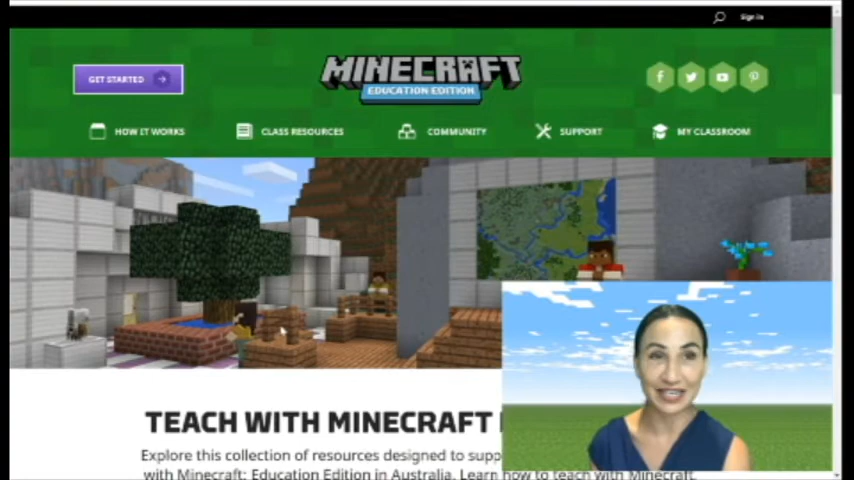 Sign In
GET STARTED
MINECRAFT
EDUCATION EDITION
HOW IT WORKS
CLASS RESOURCES
COMMUNITY
SUPPORT
MY CLASSROOM
TEACH WITH MINECRAFT
Explore this collection of resources designed to supp
with Minecraft: Education Edition in Australia. Learn how to teach with Minecraft,